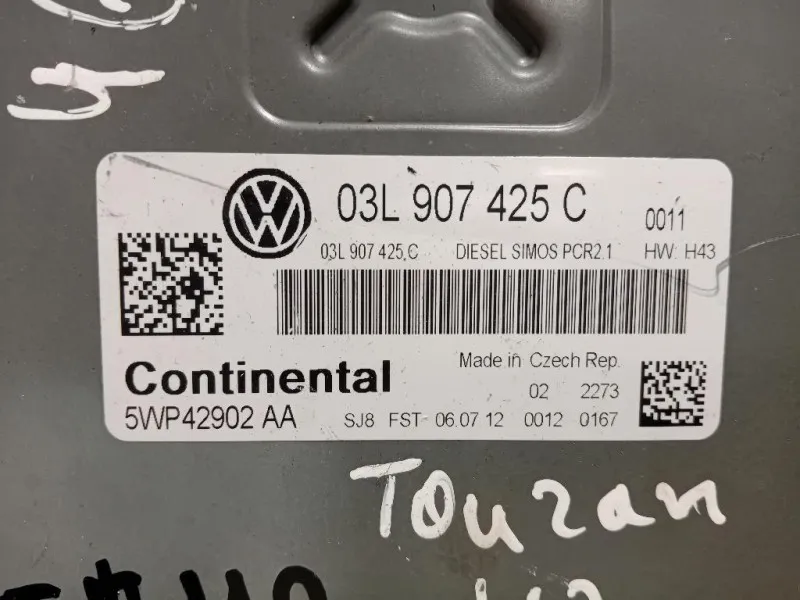 03L 907 425 C 0011
03L 907 425 C DIESEL SIMOS PCR2.1 HW: H43
Continental
Made in Czech Rep.
02 2273
5WP42902 AA SJ8 FST 06.07.12 0012 0167
Touran